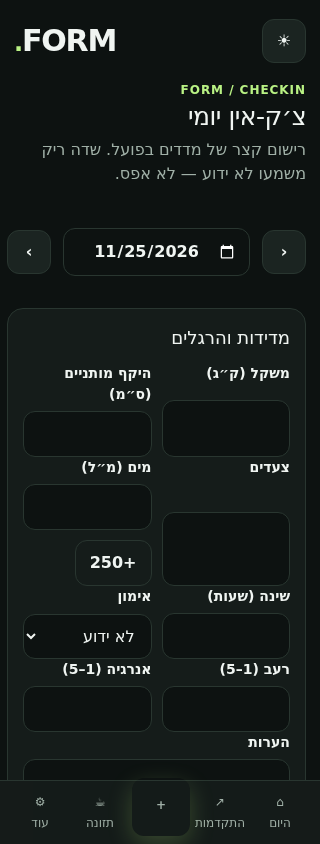 FORM.
FORM / CHECKIN
צ׳ק-אין יומי
רישום קצר של מדדים בפועל. שדה ריק
משמעו לא ידוע — לא אפס.
11/25/2026
מדידות והרגלים
משקל (ק״ג)
היקף מותניים (ס״מ)
צעדים
מים (מ״ל)
+250
שינה (שעות)
אימון
לא ידוע
רעב (1–5)
אנרגיה (1–5)
הערות
היום
התקדמות
+
תזונה
עוד